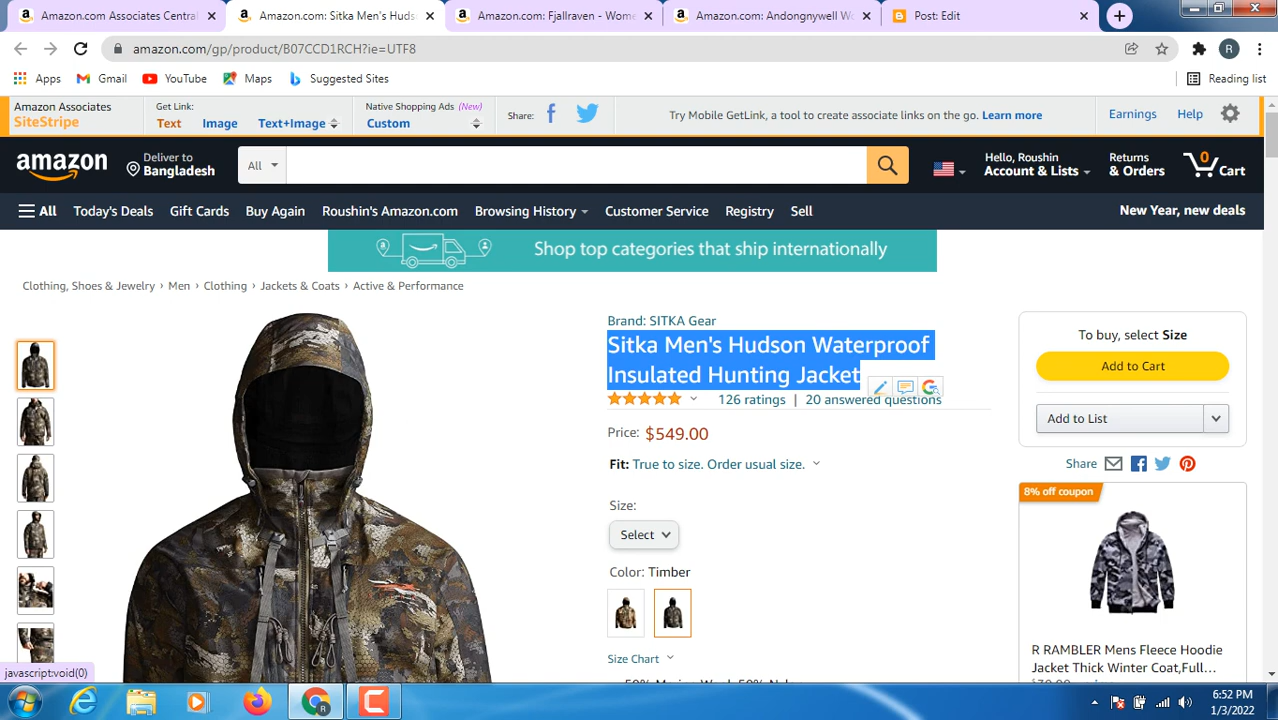 Amazon.com Associates Central
Amazon.com: Sitka Men's Huds
Amazon.com: Fjallraven - Wome
Amazon.com: Andongnywell Wo
Post: Edit
amazon.com/gp/product/B07CCD1RCH?ie=UTF8
R
Apps
Gmail
YouTube
Maps
Suggested Sites
Reading list
Amazon Associates
SiteStripe
Get Link:
Text
Image
Text+Image
Native Shopping Ads (New)
Custom
Share:
Try Mobile GetLink, a tool to create associate links on the go. Learn more
Earnings
Help
amazon
Deliver to
Bangladesh
All
Hello, Roushin
Account & Lists
Returns
& Orders
0
Cart
All
Today's Deals
Gift Cards
Buy Again
Roushin's Amazon.com
Browsing History
Customer Service
Registry
Sell
New Year, new deals
Shop top categories that ship internationally
Clothing, Shoes & Jewelry › Men › Clothing › Jackets & Coats › Active & Performance
Brand: SITKA Gear
Sitka Men's Hudson Waterproof
Insulated Hunting Jacket
126 ratings | 20 answered questions
Price: $549.00
Fit: True to size. Order usual size.
Size:
Select
Color: Timber
Size Chart
To buy, select Size
Add to Cart
Add to List
Share
8% off coupon
R RAMBLER Mens Fleece Hoodie
Jacket Thick Winter Coat,Full...
javascript:void(0)
6:52 PM
1/3/2022